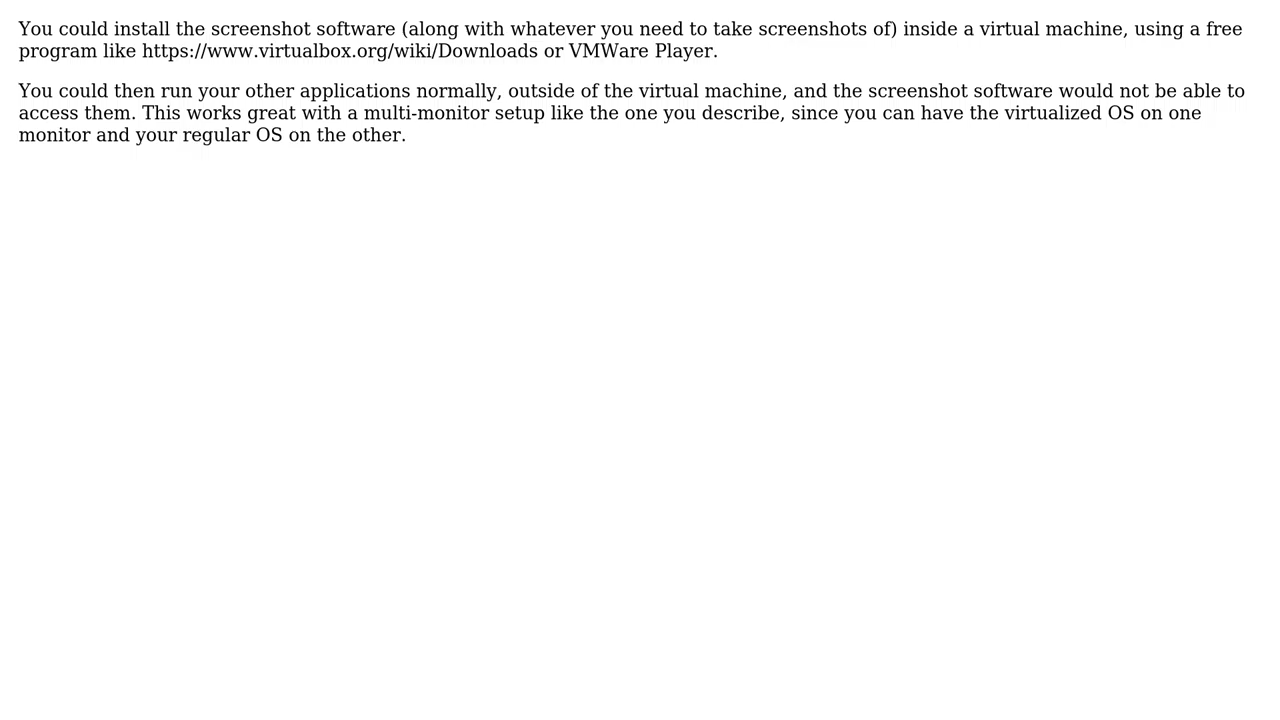 You could install the screenshot software (along with whatever you need to take screenshots of) inside a virtual machine, using a free
program like https://www.virtualbox.org/wiki/Downloads or VMWare Player.
You could then run your other applications normally, outside of the virtual machine, and the screenshot software would not be able to
access them. This works great with a multi-monitor setup like the one you describe, since you can have the virtualized OS on one
monitor and your regular OS on the other.